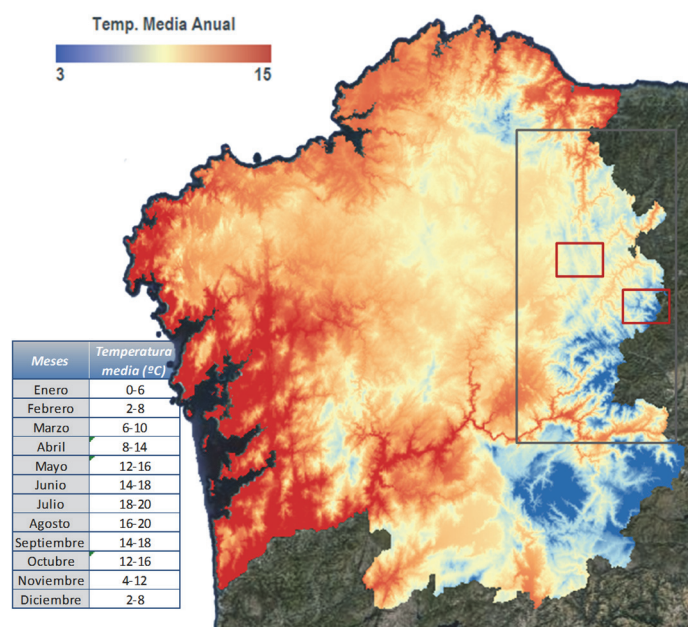 Temp. Media Anual
3 15
Meses Temperatura media (ºC)
Enero 0-6
Febrero 2-8
Marzo 6-10
Abril 8-14
Mayo 12-16
Junio 14-18
Julio 18-20
Agosto 16-20
Septiembre 14-18
Octubre 12-16
Noviembre 4-12
Diciembre 2-8